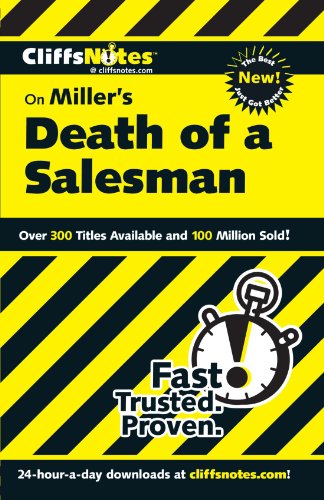 CliffsNotes™
@ cliffsnotes.com
The Best
New!
Just Got Better
On Miller's
Death of a
Salesman
Over 300 Titles Available and 100 Million Sold!
Fast.
Trusted.
Proven.
24-hour-a-day downloads at cliffsnotes.com!